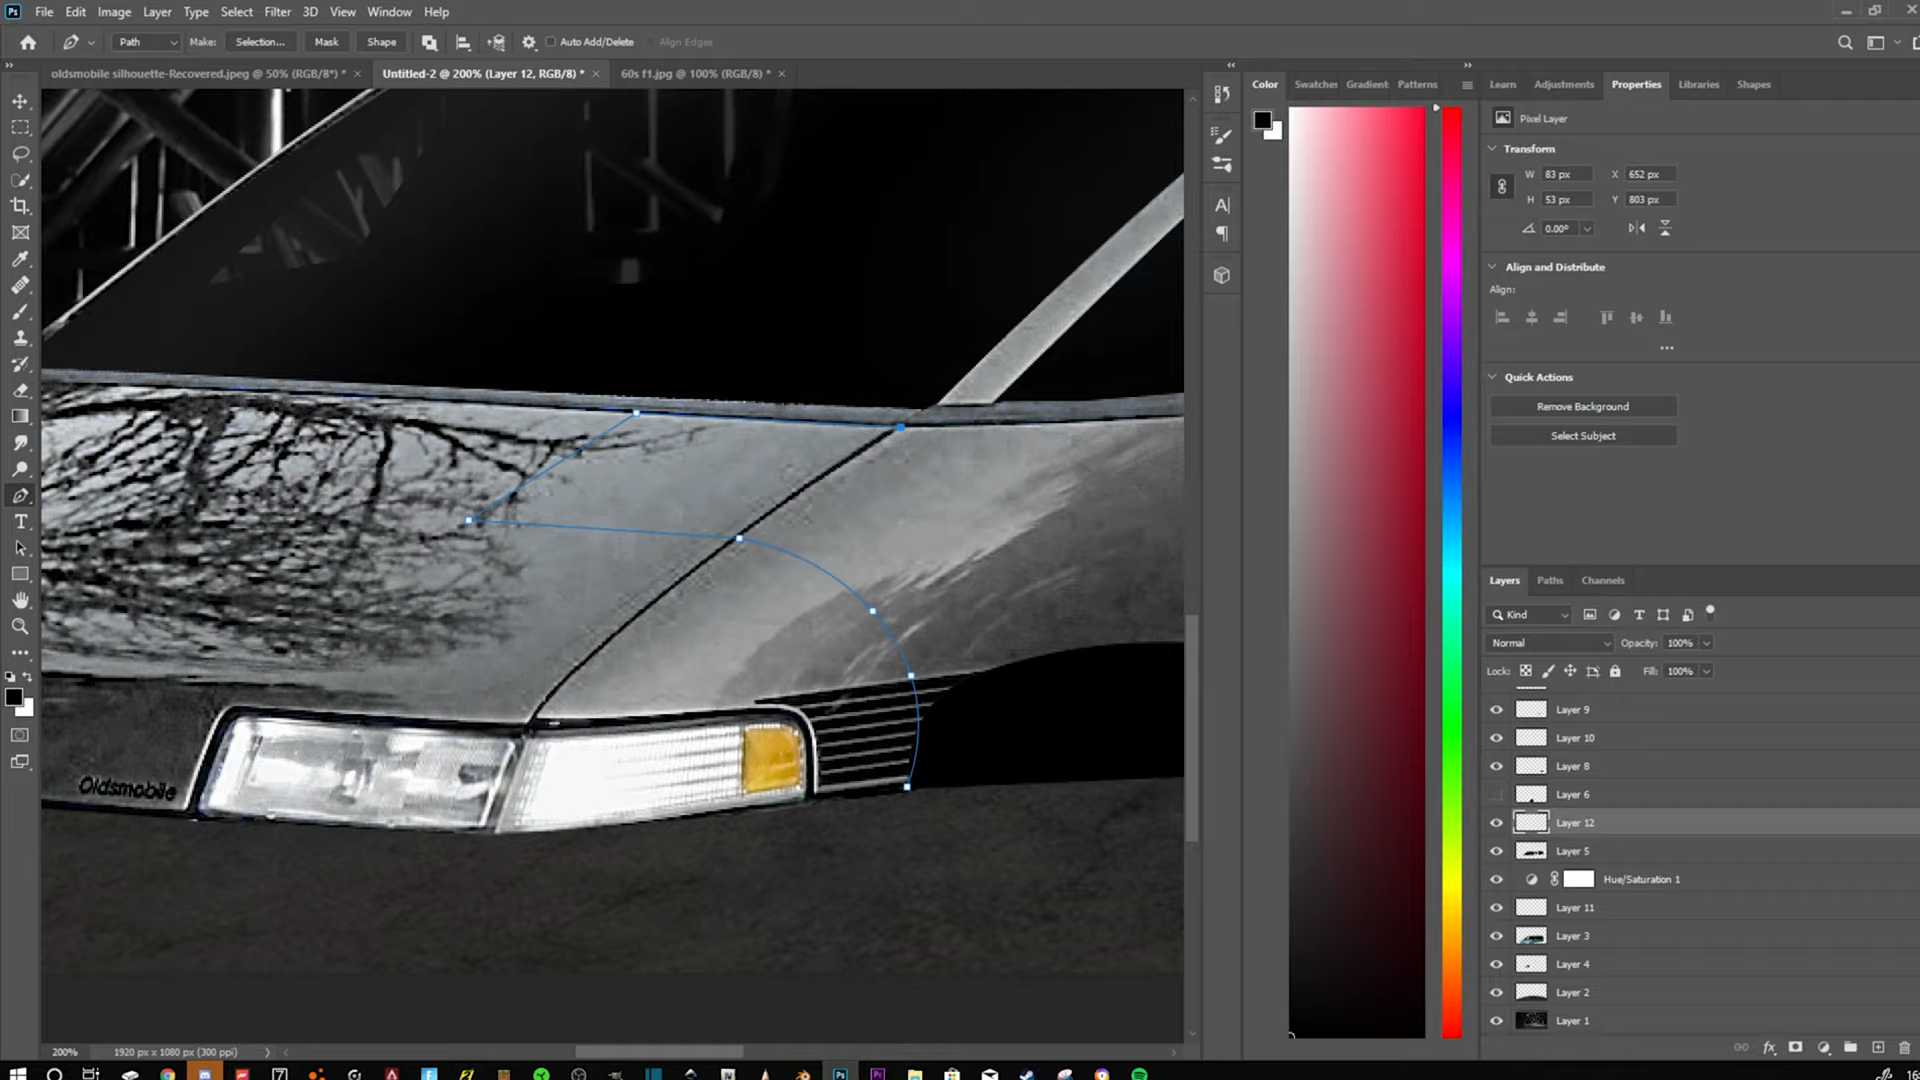 Ps File Edit Image Layer Type Select Filter 3D View Window Help
Path Make: Selection... Mask Shape Auto Add/Delete Align Edges
oldsmobile silhouette-Recovered.jpeg @ 50% (RGB/8*) * × Untitled-2 @ 200% (Layer 12, RGB/8) * × 60s f1.jpg @ 100% (RGB/8) * ×
Color Swatches Gradient Patterns
Learn Adjustments Properties Libraries Shapes
Pixel Layer
Transform
W 83 px X 652 px
H 53 px Y 803 px
0.00°
Align and Distribute
Align:
Quick Actions
Remove Background
Select Subject
Layers Paths Channels
Kind
Normal Opacity: 100%
Lock: Fill: 100%
Layer 9
Layer 10
Layer 8
Layer 6
Layer 12
Layer 5
Hue/Saturation 1
Layer 11
Layer 3
Layer 4
Layer 2
Layer 1
Oldsmobile
200% 1920 px x 1080 px (300 ppi)
Ps Pr 16